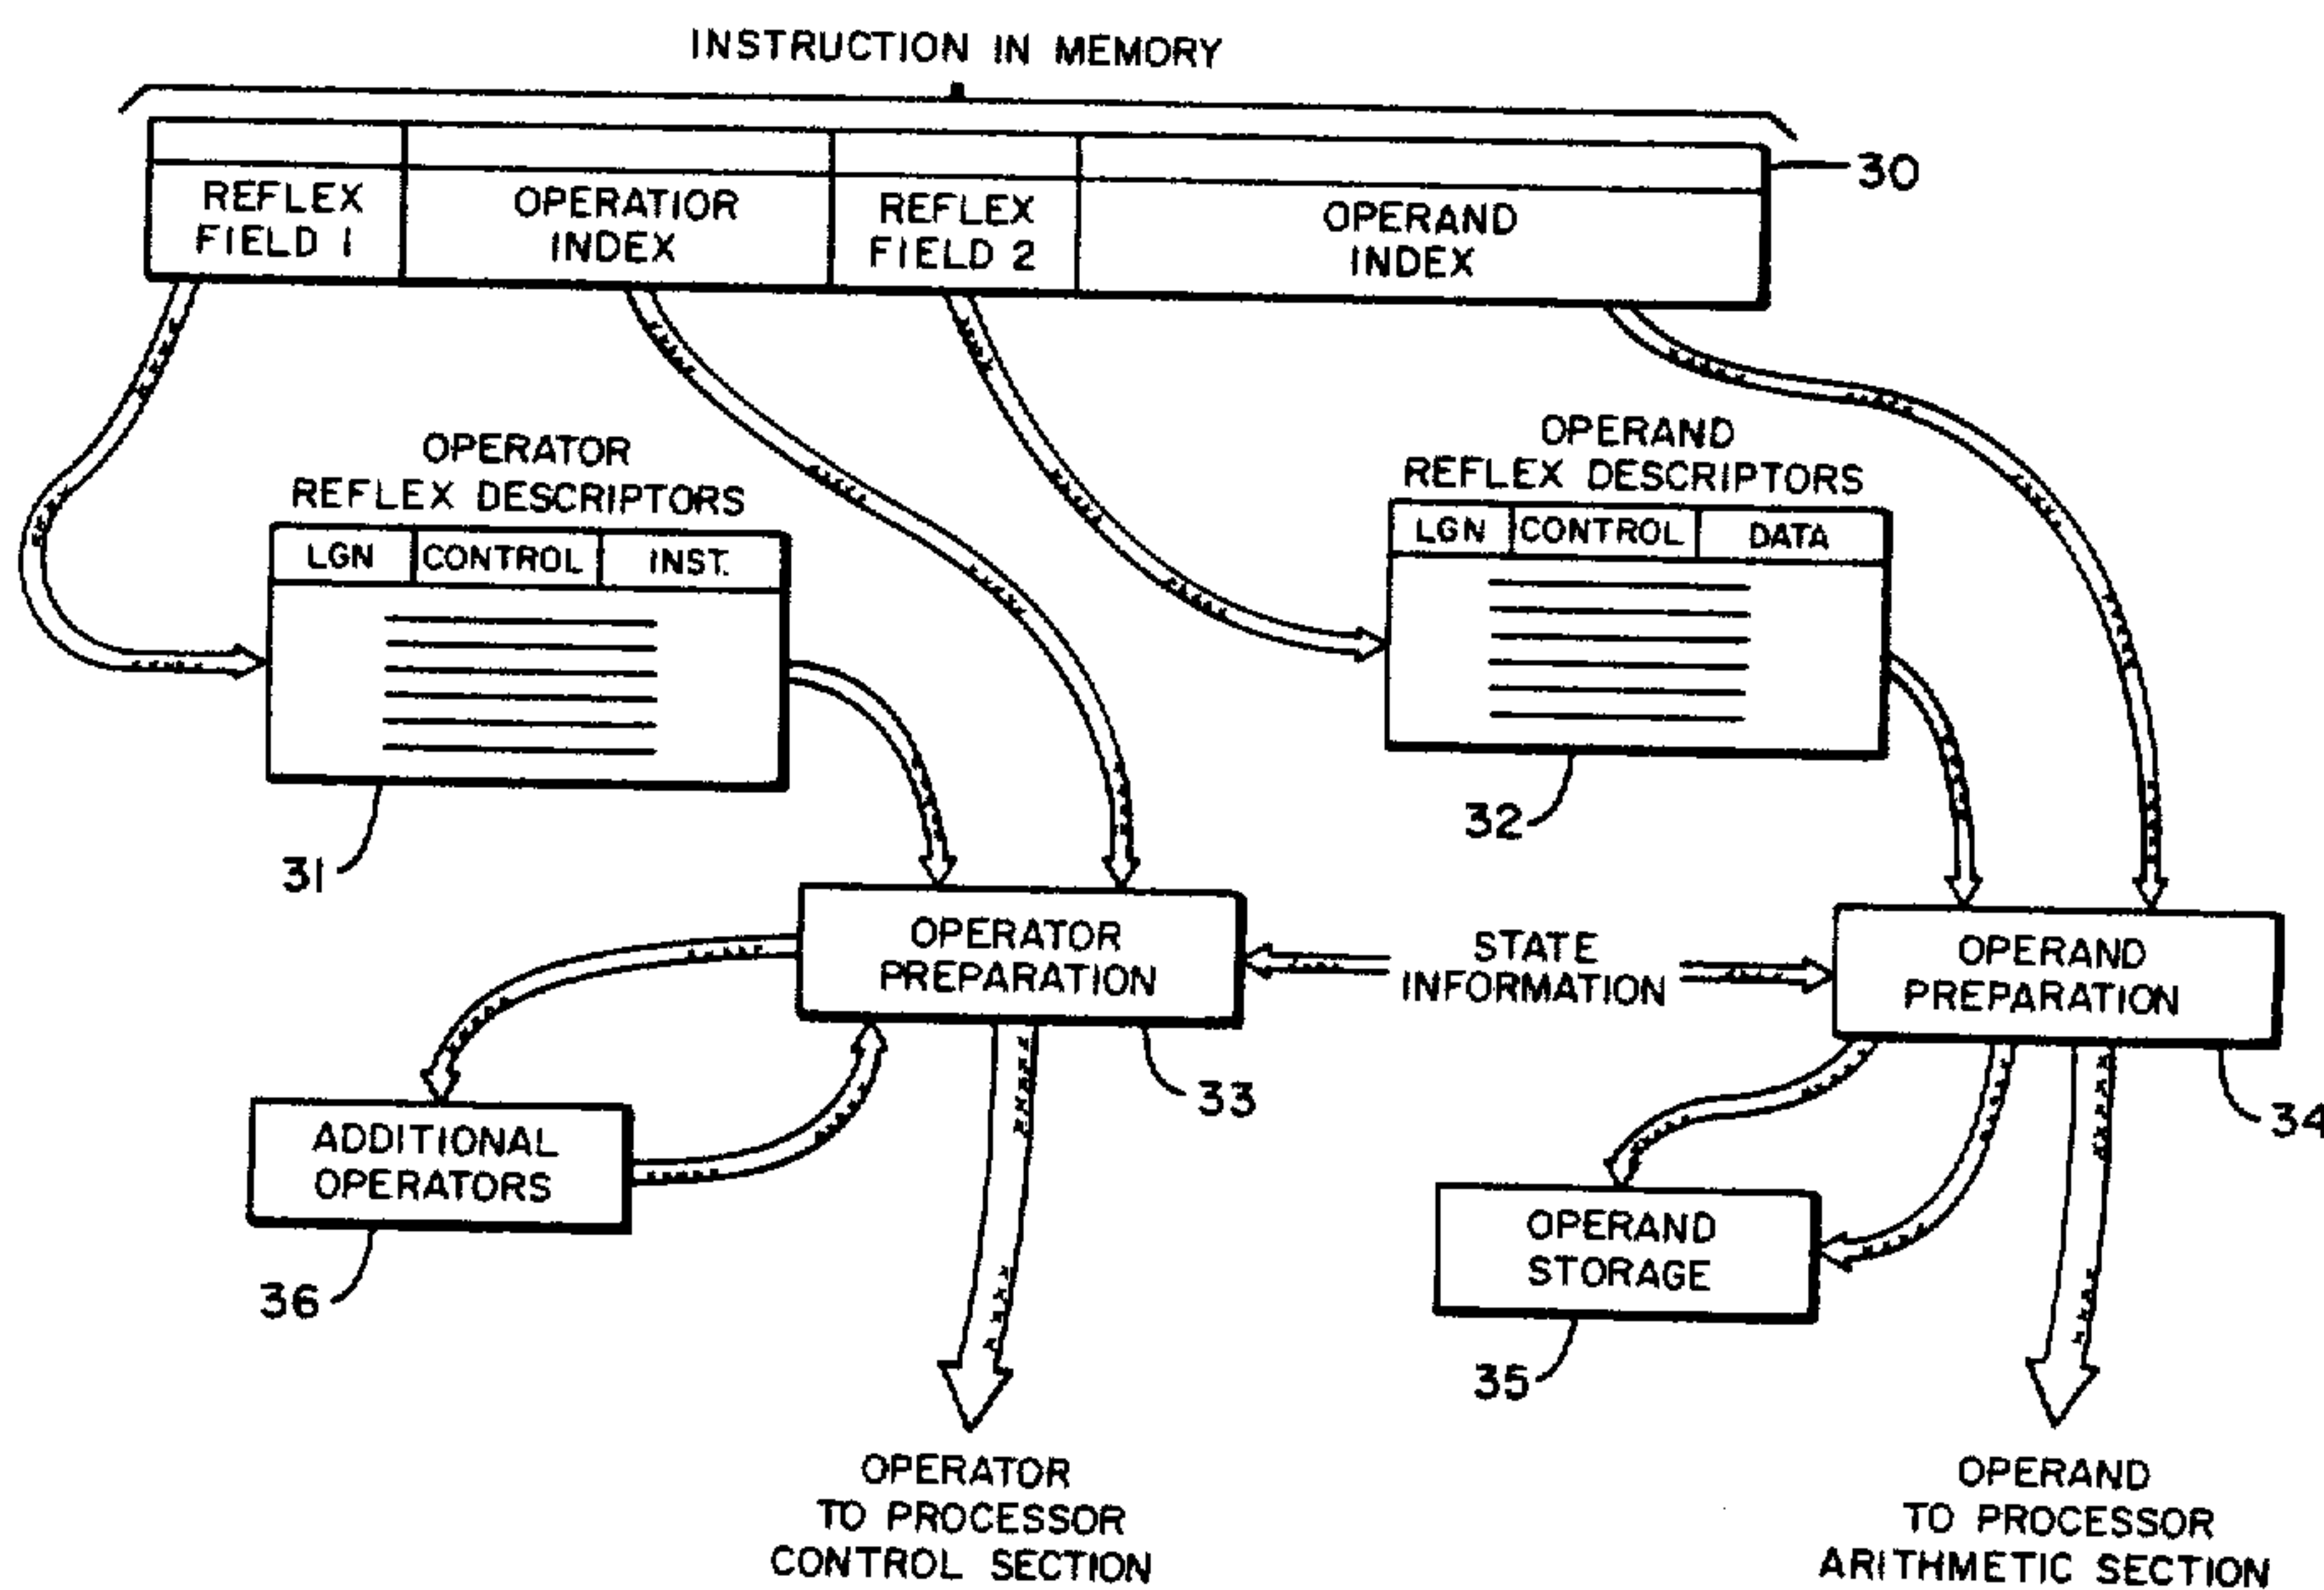 INSTRUCTION IN MEMORY
30
REFLEX
FIELD 1
OPERATIOR
INDEX
REFLEX
FIELD 2
OPERAND
INDEX
OPERATOR
REFLEX DESCRIPTORS
LGN CONTROL INST.
31
OPERAND
REFLEX DESCRIPTORS
LGN CONTROL DATA
32
OPERATOR
PREPARATION
33
STATE
INFORMATION
OPERAND
PREPARATION
34
ADDITIONAL
OPERATORS
36
OPERAND
STORAGE
35
OPERATOR
TO PROCESSOR
CONTROL SECTION
OPERAND
TO PROCESSOR
ARITHMETIC SECTION